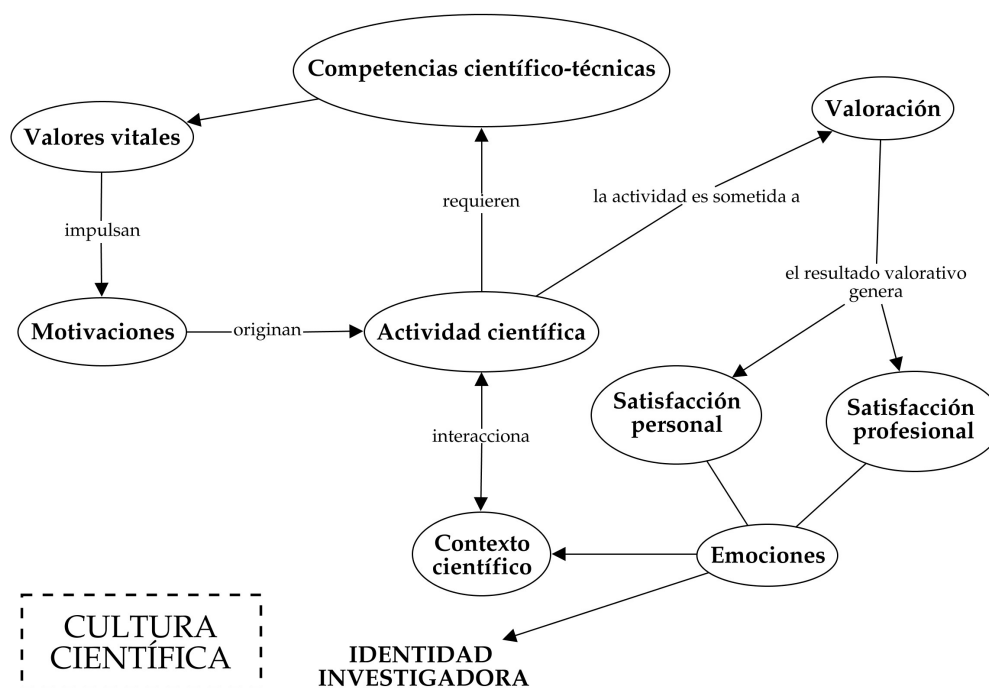 Competencias científico-técnicas
Valoración
Valores vitales
requieren
la actividad es sometida a
impulsan
el resultado valorativo
genera
Motivaciones
originan
Actividad científica
Satisfacción
personal
Satisfacción
profesional
interacciona
Contexto
científico
Emociones
CULTURA
CIENTÍFICA
IDENTIDAD
INVESTIGADORA